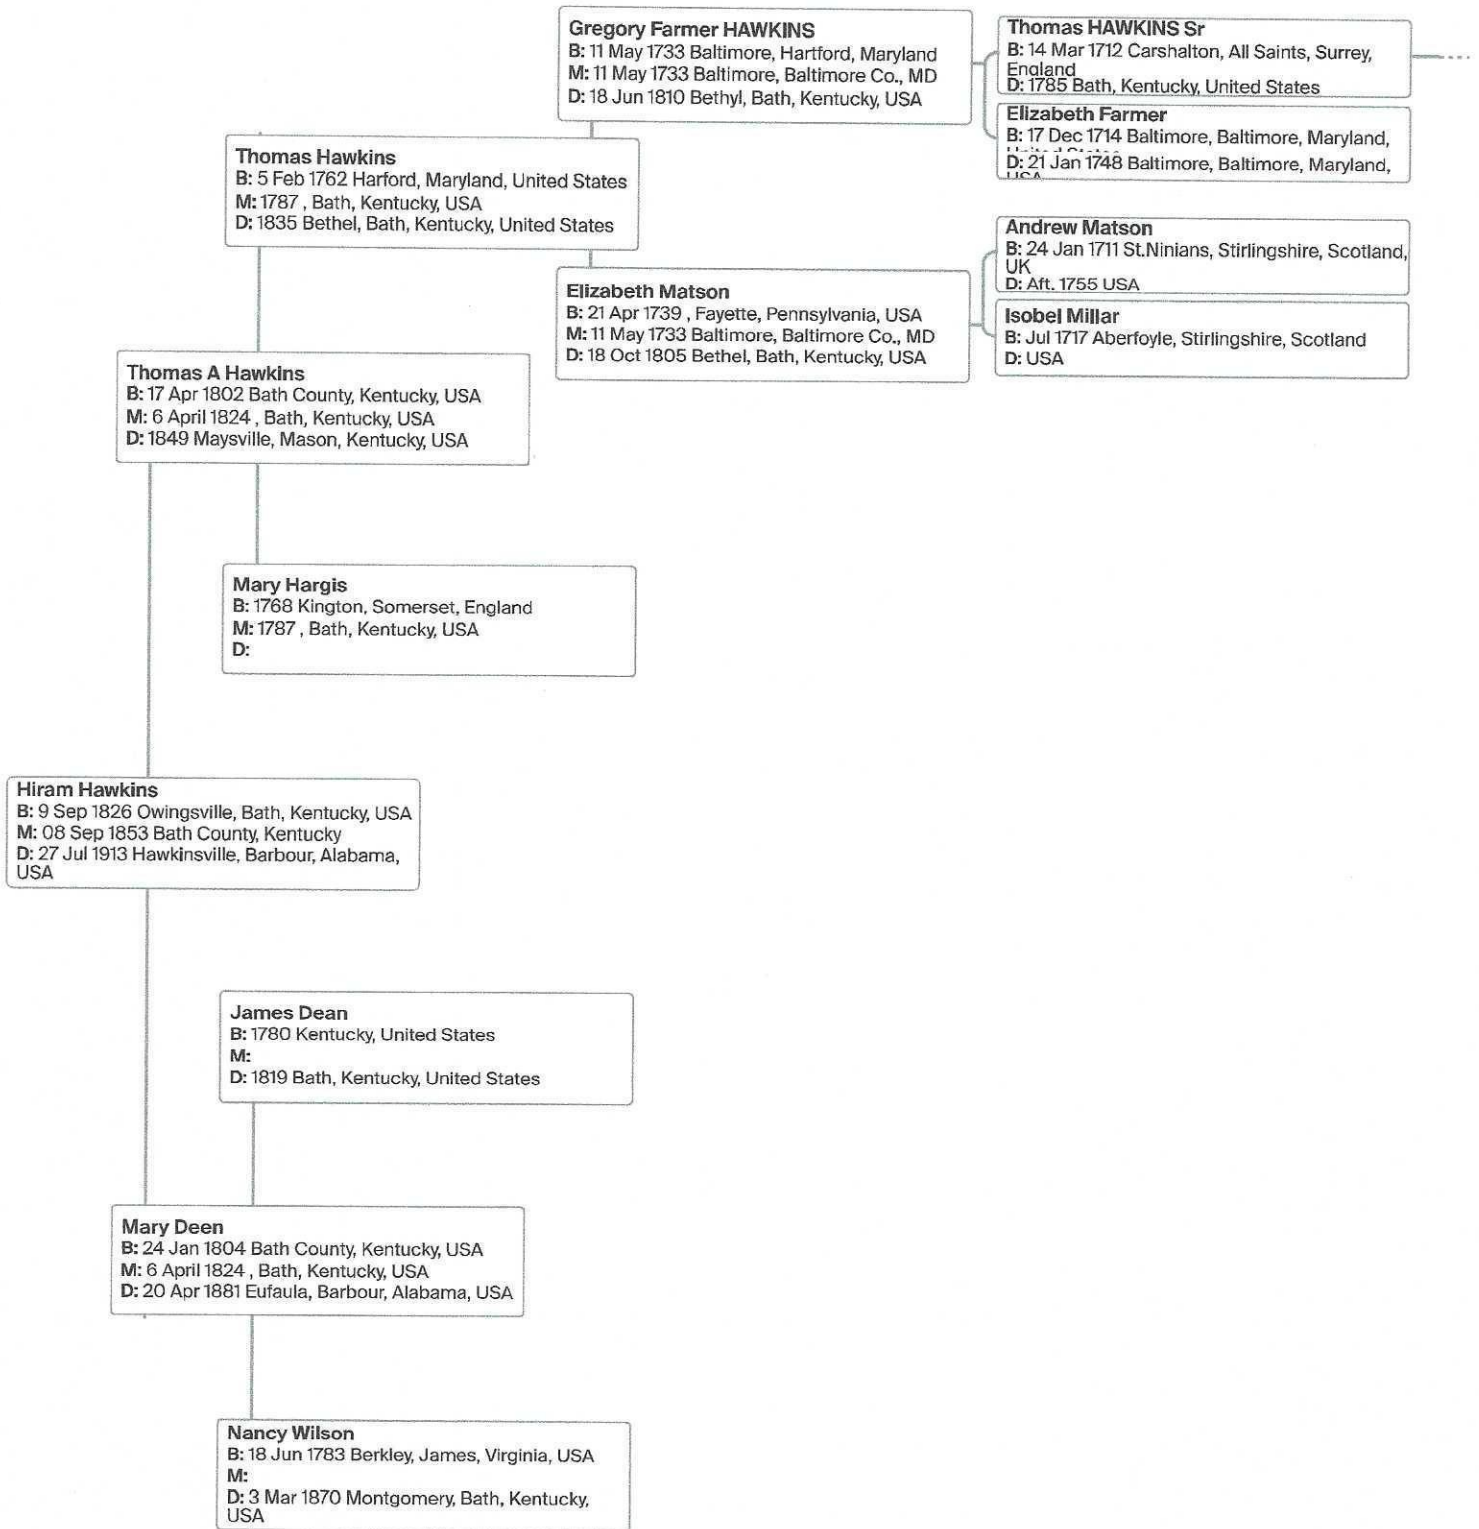 Gregory Farmer HAWKINS
B: 11 May 1733 Baltimore, Hartford, Maryland
M: 11 May 1733 Baltimore, Baltimore Co., MD
D: 18 Jun 1810 Bethyl, Bath, Kentucky, USA
Thomas HAWKINS Sr
B: 14 Mar 1712 Carshalton, All Saints, Surrey,
England
D: 1785 Bath, Kentucky, United States
Elizabeth Farmer
B: 17 Dec 1714 Baltimore, Baltimore, Maryland,
United States
D: 21 Jan 1748 Baltimore, Baltimore, Maryland,
USA
Thomas Hawkins
B: 5 Feb 1762 Harford, Maryland, United States
M: 1787 , Bath, Kentucky, USA
D: 1835 Bethel, Bath, Kentucky, United States
Andrew Matson
B: 24 Jan 1711 St.Ninians, Stirlingshire, Scotland,
UK
D: Aft. 1755 USA
Elizabeth Matson
B: 21 Apr 1739 , Fayette, Pennsylvania, USA
M: 11 May 1733 Baltimore, Baltimore Co., MD
D: 18 Oct 1805 Bethel, Bath, Kentucky, USA
Isobel Millar
B: Jul 1717 Aberfoyle, Stirlingshire, Scotland
D: USA
Thomas A Hawkins
B: 17 Apr 1802 Bath County, Kentucky, USA
M: 6 April 1824 , Bath, Kentucky, USA
D: 1849 Maysville, Mason, Kentucky, USA
Mary Hargis
B: 1768 Kington, Somerset, England
M: 1787 , Bath, Kentucky, USA
D:
Hiram Hawkins
B: 9 Sep 1826 Owingsville, Bath, Kentucky, USA
M: 08 Sep 1853 Bath County, Kentucky
D: 27 Jul 1913 Hawkinsville, Barbour, Alabama,
USA
James Dean
B: 1780 Kentucky, United States
M:
D: 1819 Bath, Kentucky, United States
Mary Deen
B: 24 Jan 1804 Bath County, Kentucky, USA
M: 6 April 1824 , Bath, Kentucky, USA
D: 20 Apr 1881 Eufaula, Barbour, Alabama, USA
Nancy Wilson
B: 18 Jun 1783 Berkley, James, Virginia, USA
M:
D: 3 Mar 1870 Montgomery, Bath, Kentucky,
USA